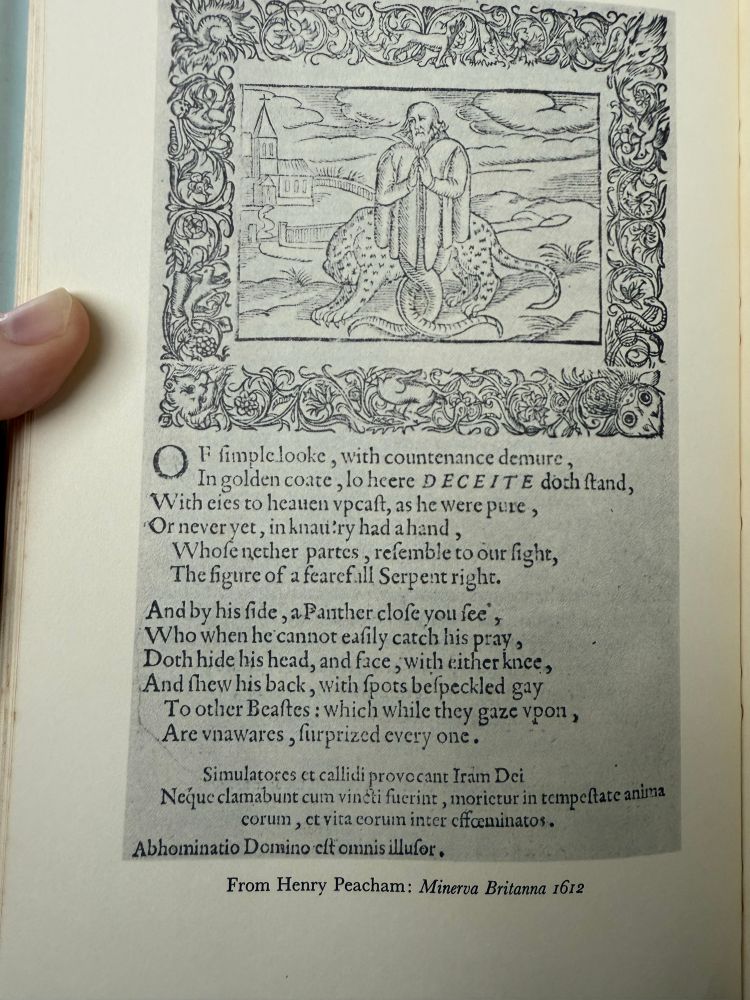 OF simple looke, with countenance demure,
In golden coate, lo heere DECEITE doth ſtand,
With eies to heauen vpcaſt, as he were pure,
Or never yet, in knau'ry had a hand,
Whoſe nether partes, reſemble to our ſight,
The figure of a fearefull Serpent right.
And by his ſide, a Panther cloſe you ſee,
Who when he cannot eaſily catch his pray,
Doth hide his head, and face, with either knee,
And ſhew his back, with ſpots beſpeckled gay
To other Beaſtes: which while they gaze vpon,
Are vnawares, ſurprized every one.
Simulatores et callidi provocant Iram Dei
Neque clamabunt cum vincti fuerint, morietur in tempeſtate anima
eorum, et vita eorum inter effœminatos.
Abhominatio Domino eſt omnis illuſor.
From Henry Peacham: Minerva Britanna 1612